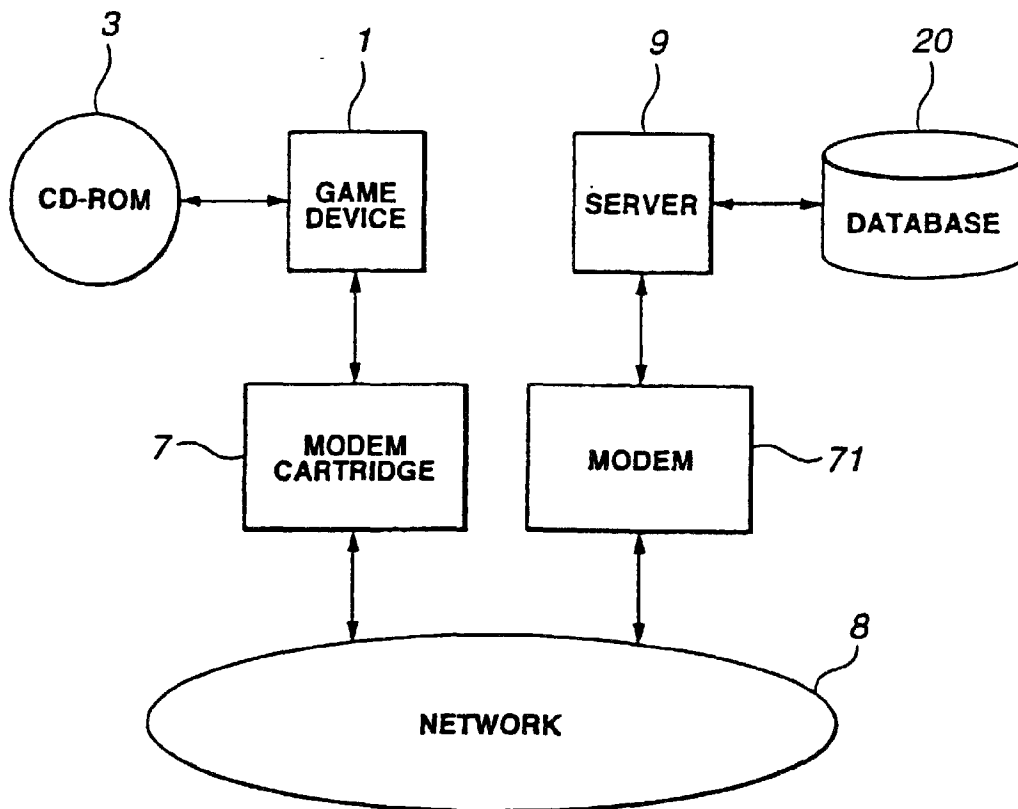 3
1
9
20
CD-ROM
GAME
DEVICE
SERVER
DATABASE
7
MODEM
CARTRIDGE
MODEM
71
8
NETWORK